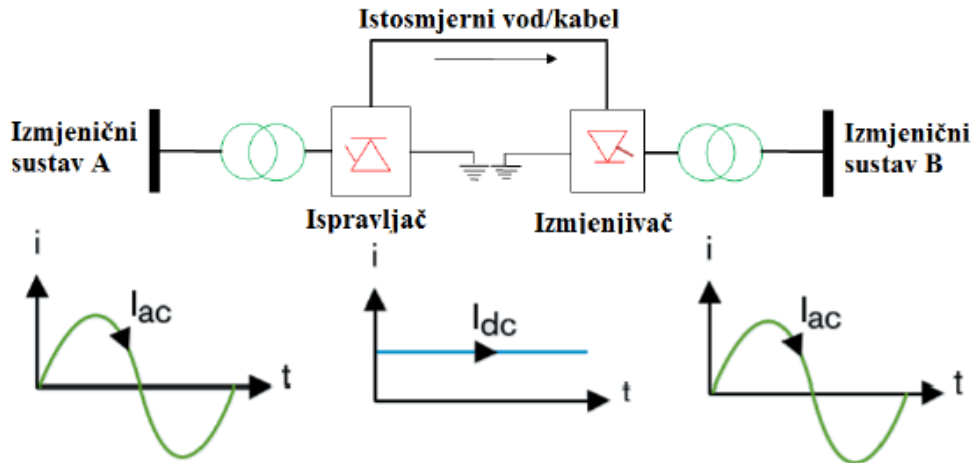 Istosmjerni vod/kabel
Izmjenični
sustav A
Izmjenični
sustav B
Ispravljač
Izmjenjivač
i
Iac
t
i
Idc
t
i
Iac
t